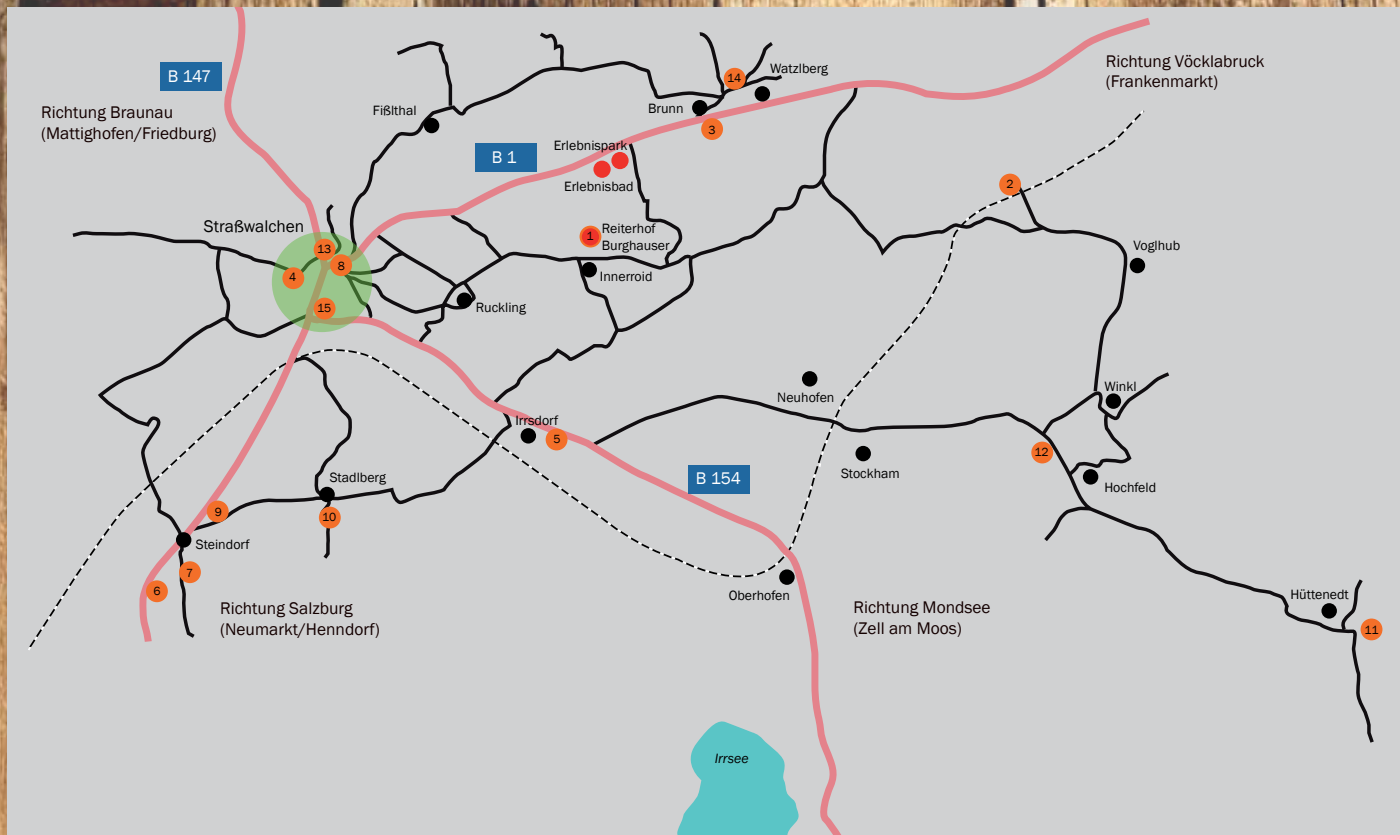 B 147
Richtung Braunau
(Mattighofen/Friedburg)
Fißlthal
B 1
Brunn
14
Watzlberg
3
Richtung Vöcklabruck
(Frankenmarkt)
Erlebnispark
Erlebnisbad
2
Voglhub
Straßwalchen
13
8
4
15
1
Reiterhof
Burghauser
Innerroid
Ruckling
Neuhofen
Winkl
Irrsdorf
5
Stockham
12
Hochfeld
B 154
Stadlberg
10
9
Steindorf
7
6
Oberhofen
Hüttenedt
11
Richtung Salzburg
(Neumarkt/Henndorf)
Richtung Mondsee
(Zell am Moos)
Irrsee